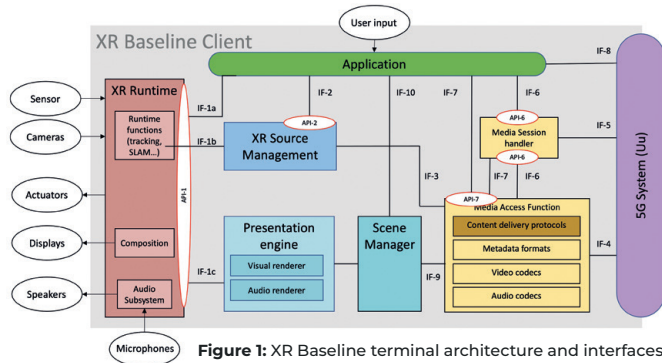 User input
XR Baseline Client
Application
IF-8
XR Runtime
Sensor
IF-1a
IF-2
IF-10
IF-7
IF-6
Runtime
functions
(tracking,
SLAM...)
Cameras
API-2
API-6
IF-1b
XR Source
Management
Media Session
handler
IF-5
API-6
API-1
IF-3
IF-7
IF-6
Actuators
API-7
Media Access Function
5G System (Uu)
Content delivery protocols
Presentation
engine
Scene
Manager
Displays
Composition
Metadata formats
IF-4
Visual renderer
Video codecs
IF-1c
IF-9
Audio renderer
Audio codecs
Speakers
Audio
Subsystem
Microphones
Figure 1: XR Baseline terminal architecture and interfaces